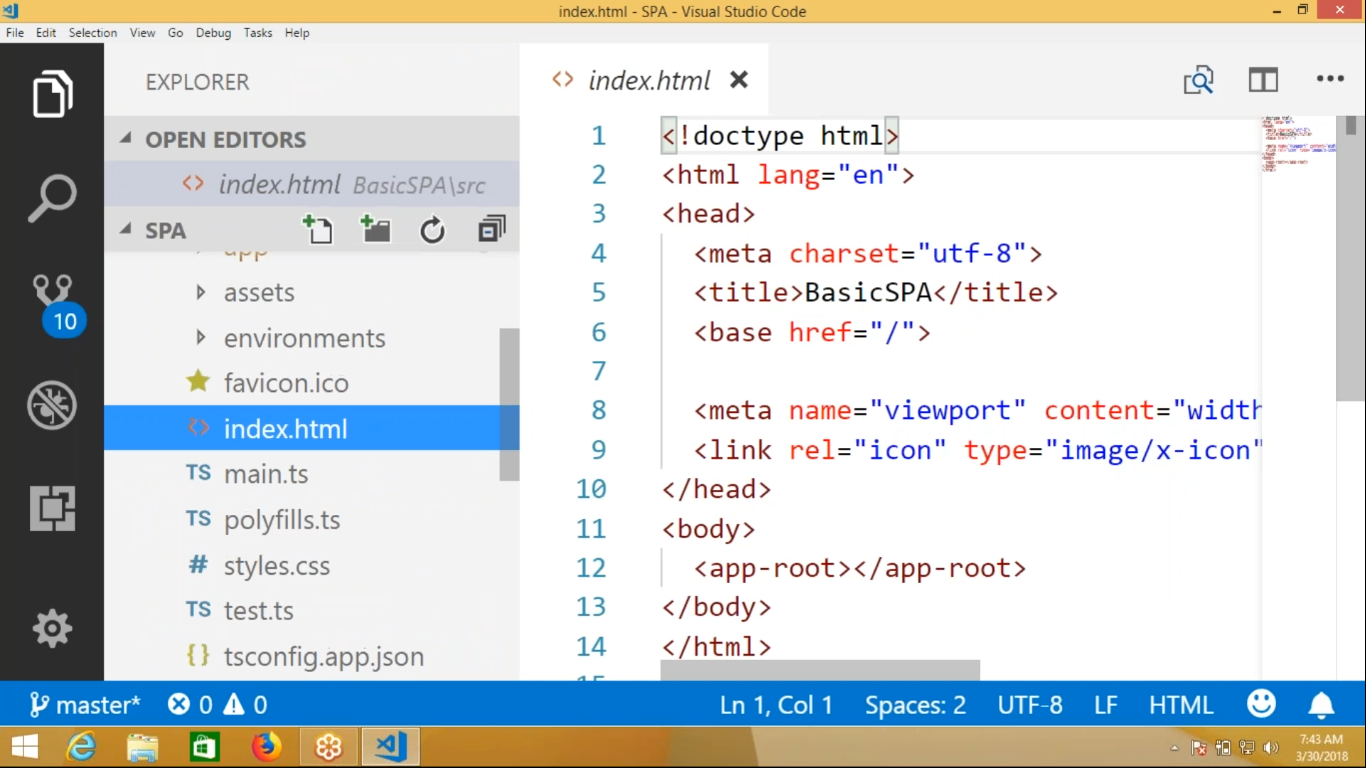 index.html - SPA - Visual Studio Code
File Edit Selection View Go Debug Tasks Help
EXPLORER
OPEN EDITORS
<> index.html BasicSPA\src
SPA
app
assets
environments
favicon.ico
<> index.html
TS main.ts
TS polyfills.ts
# styles.css
TS test.ts
{} tsconfig.app.json
10
<> index.html
1 <!doctype html>
2 <html lang="en">
3 <head>
4 <meta charset="utf-8">
5 <title>BasicSPA</title>
6 <base href="/">
7
8 <meta name="viewport" content="width
9 <link rel="icon" type="image/x-icon"
10 </head>
11 <body>
12 <app-root></app-root>
13 </body>
14 </html>
15
master* 0 0 Ln 1, Col 1 Spaces: 2 UTF-8 LF HTML
7:43 AM
3/30/2018